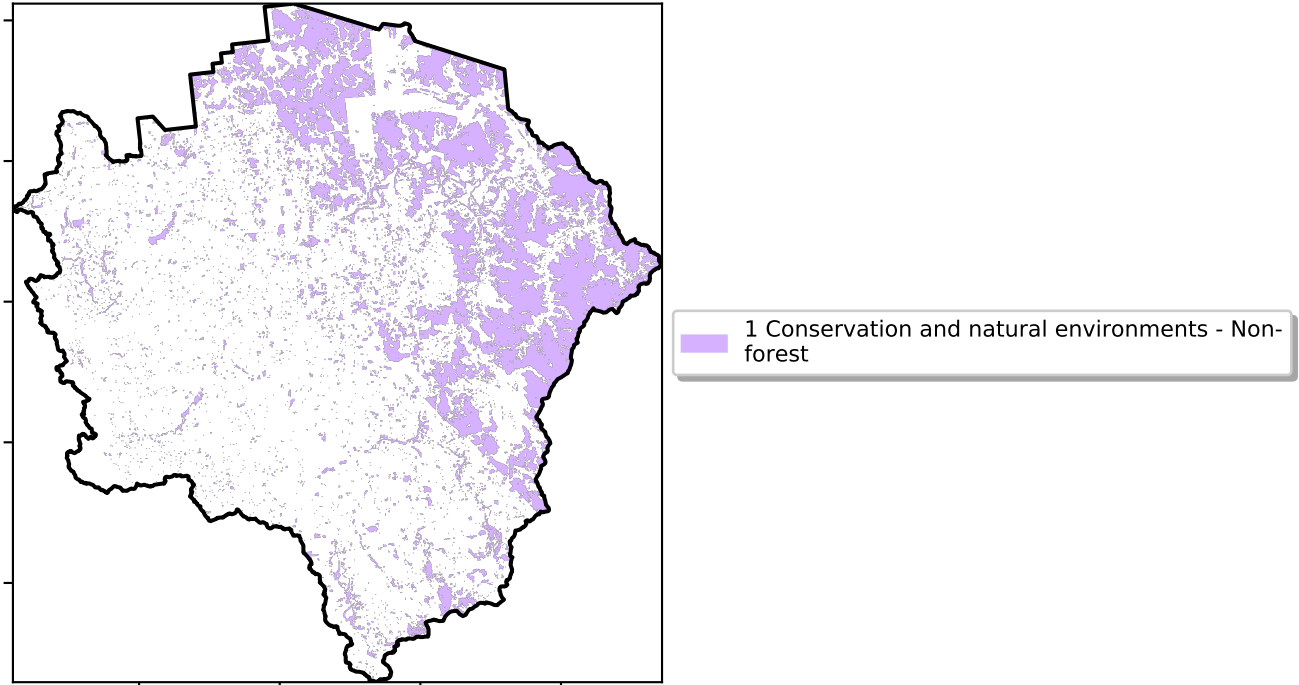 1 Conservation and natural environments - Non-
forest